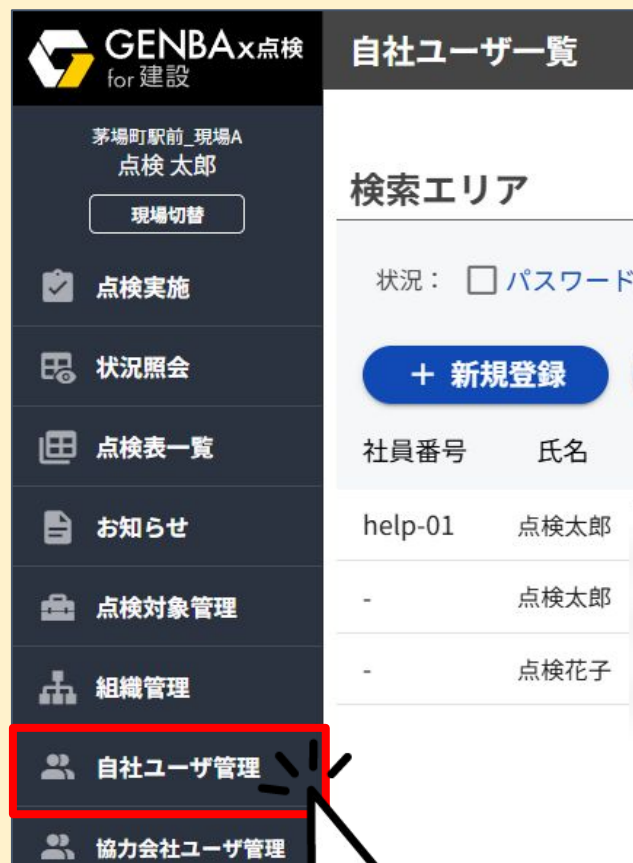 GENBAx点検
for 建設
自社ユーザ一覧
茅場町駅前_現場A
点検 太郎
現場切替
点検実施
状況照会
点検表一覧
お知らせ
点検対象管理
組織管理
自社ユーザ管理
協力会社ユーザ管理
検索エリア
状況： パスワード
＋ 新規登録
社員番号 氏名
help-01 点検太郎
- 点検太郎
- 点検花子